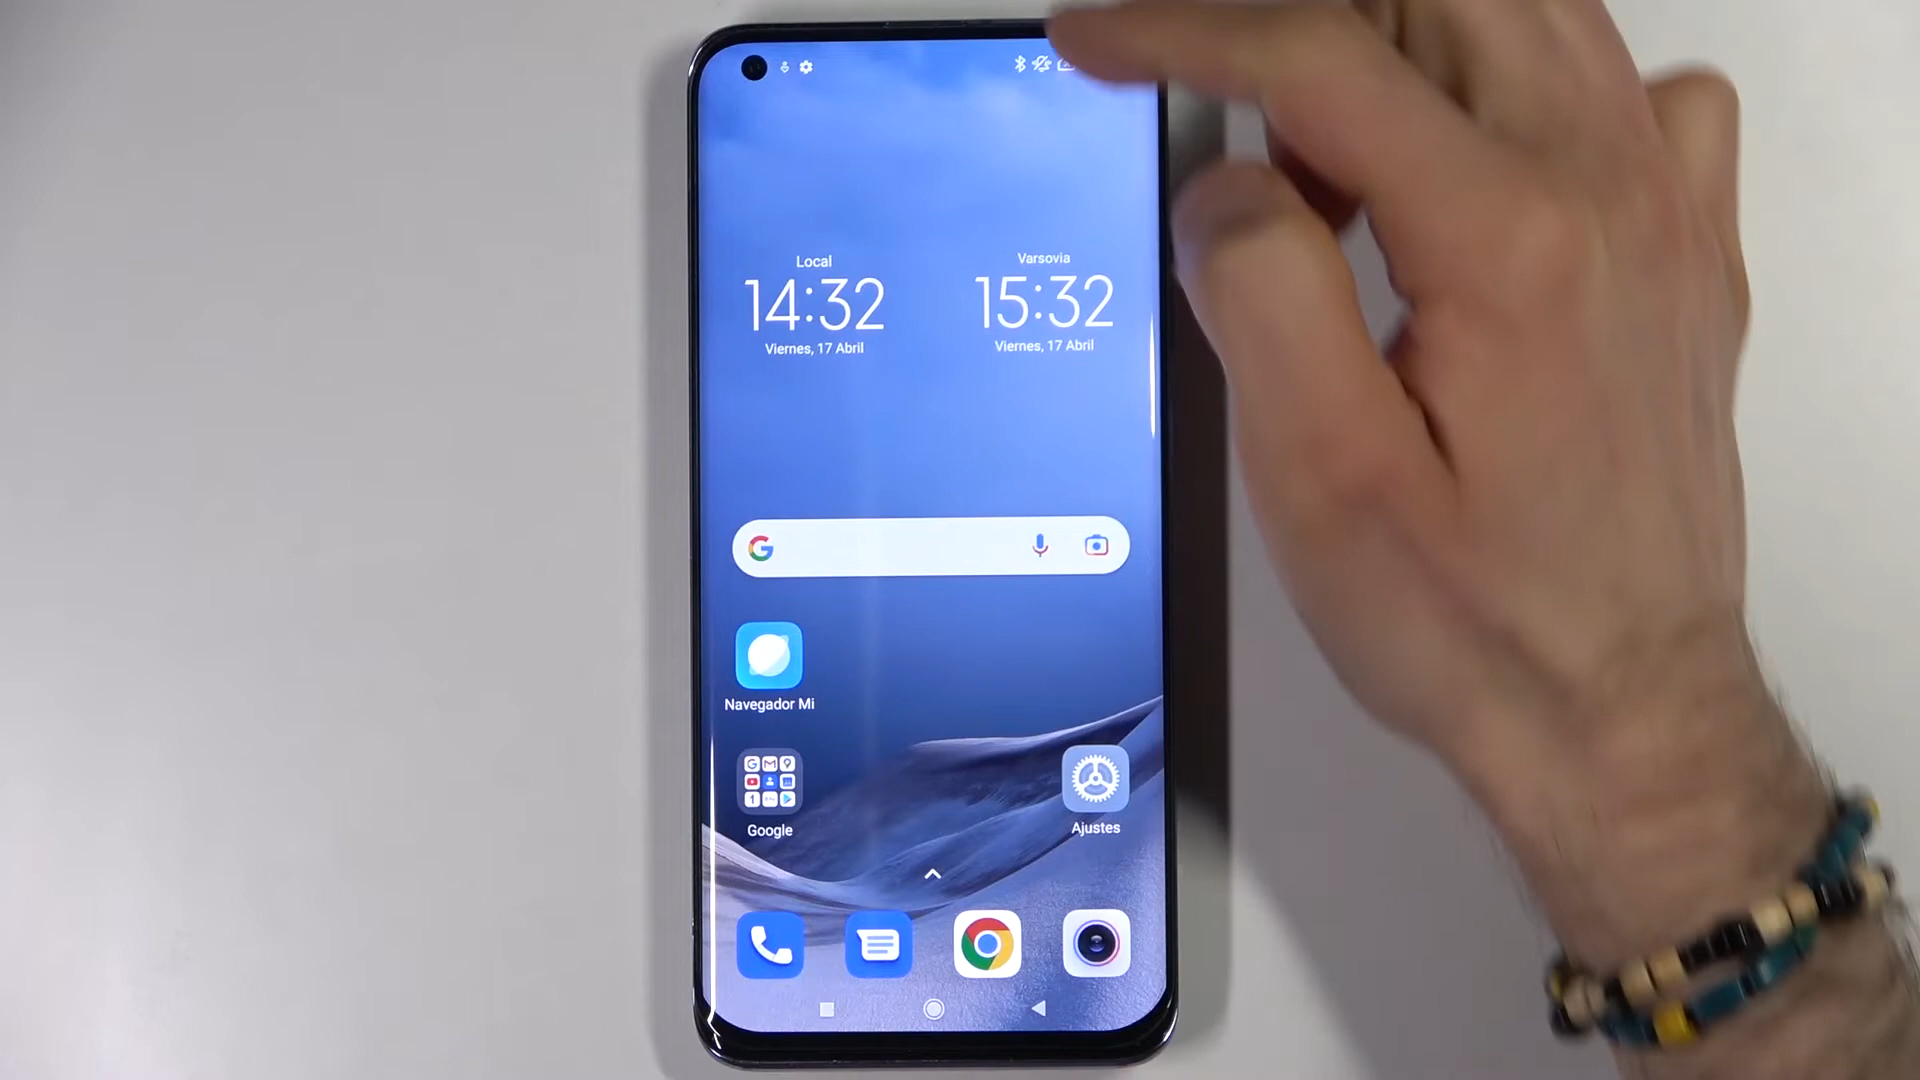 Local
Varsovia
14:32
15:32
Viernes, 17 Abril
Viernes, 17 Abril
Navegador Mi
Google
Ajustes